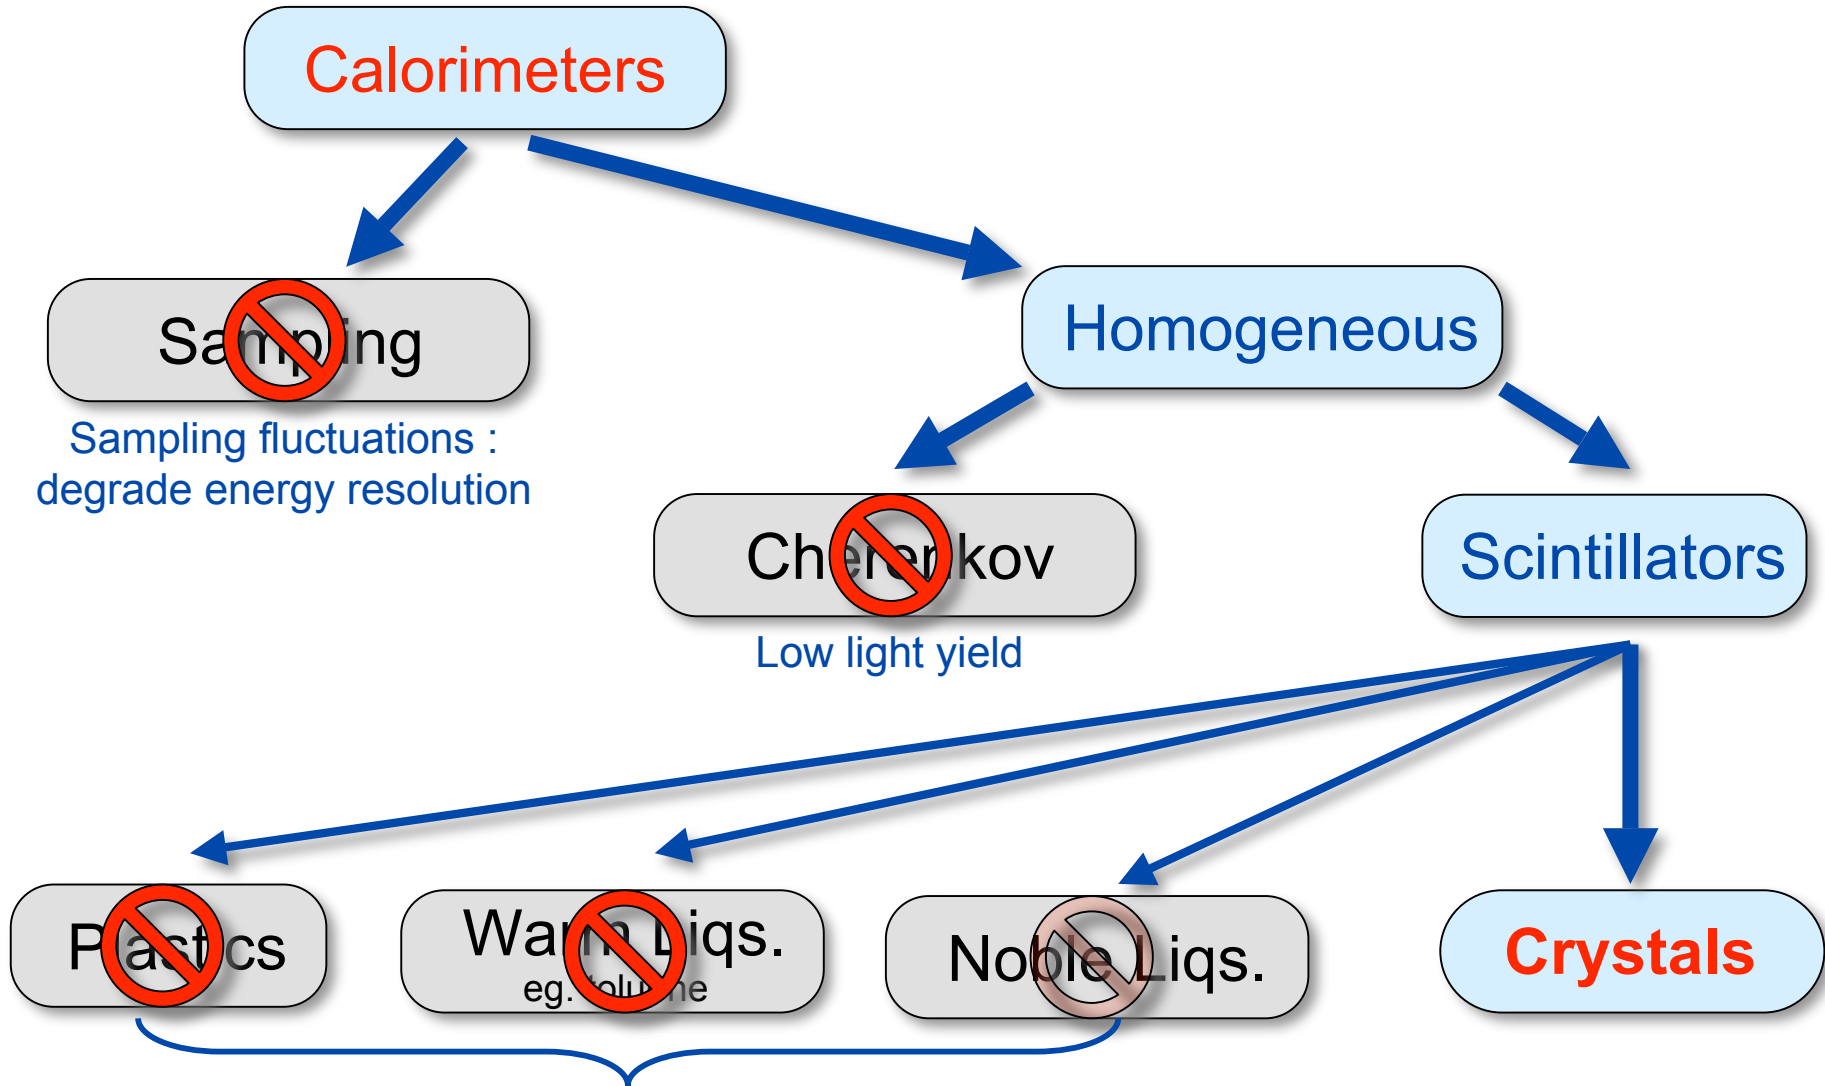 Calorimeters
Sampling
Homogeneous
Sampling fluctuations :
degrade energy resolution
Cherenkov
Scintillators
Low light yield
Plastics
Warm Liqs.
eg. toluene
Noble Liqs.
Crystals